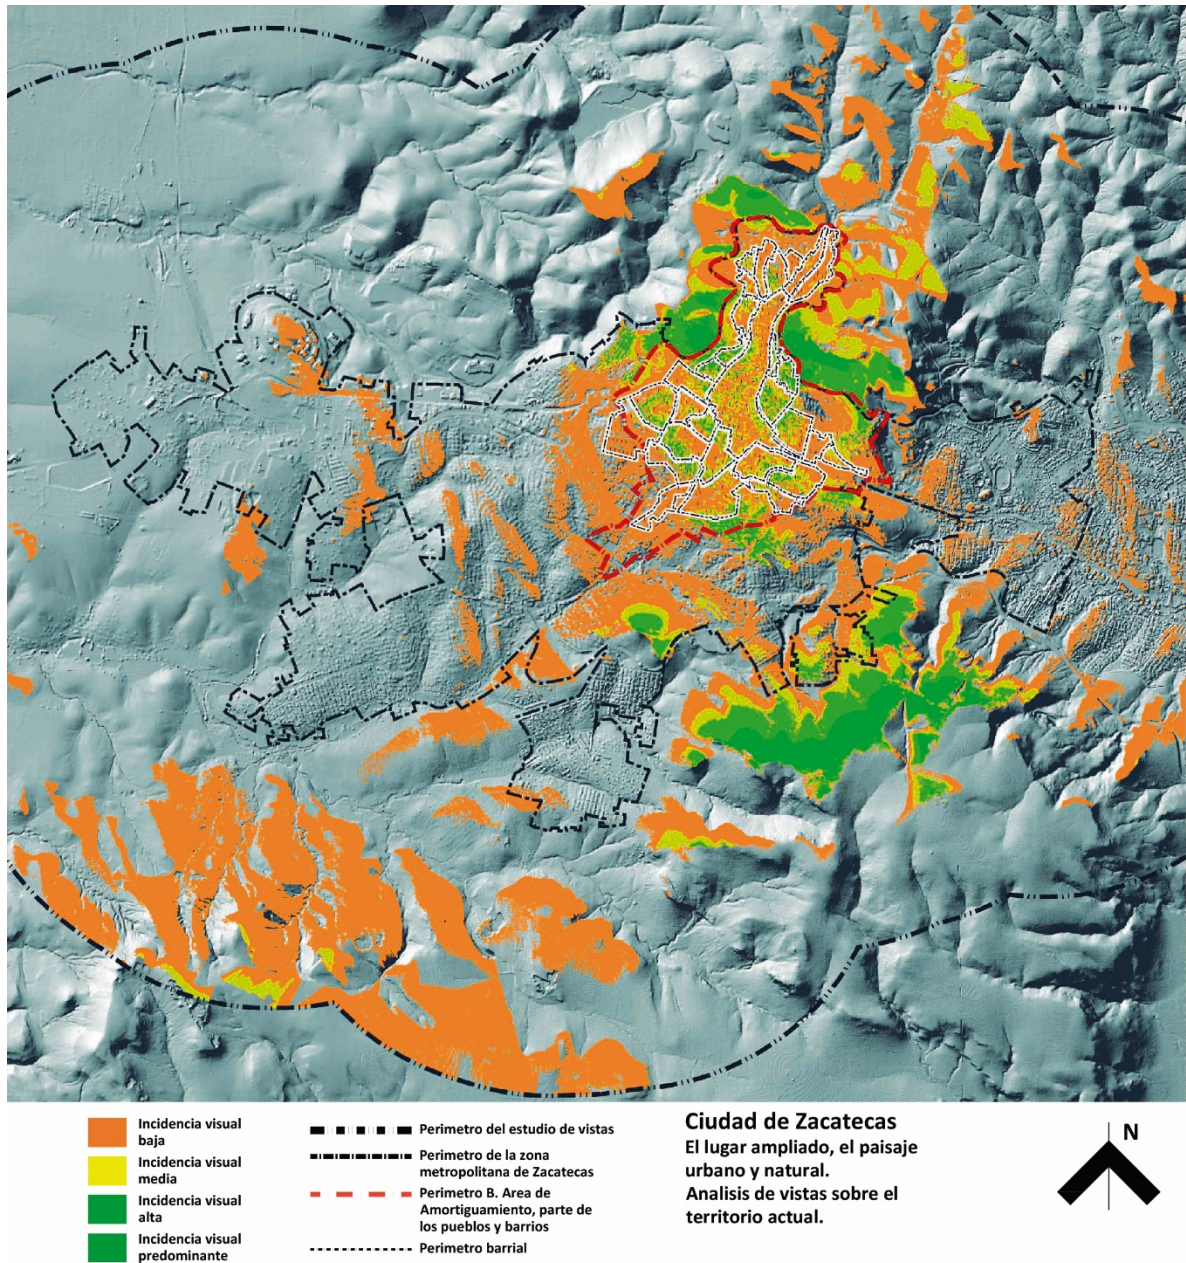 Incidencia visual
baja
Incidencia visual
media
Incidencia visual
alta
Incidencia visual
predominante
Perimetro del estudio de vistas
Perimetro de la zona
metropolitana de Zacatecas
Perimetro B. Area de
Amortiguamiento, parte de
los pueblos y barrios
Perimetro barrial
Ciudad de Zacatecas
El lugar ampliado, el paisaje
urbano y natural.
Analisis de vistas sobre el
territorio actual.
N